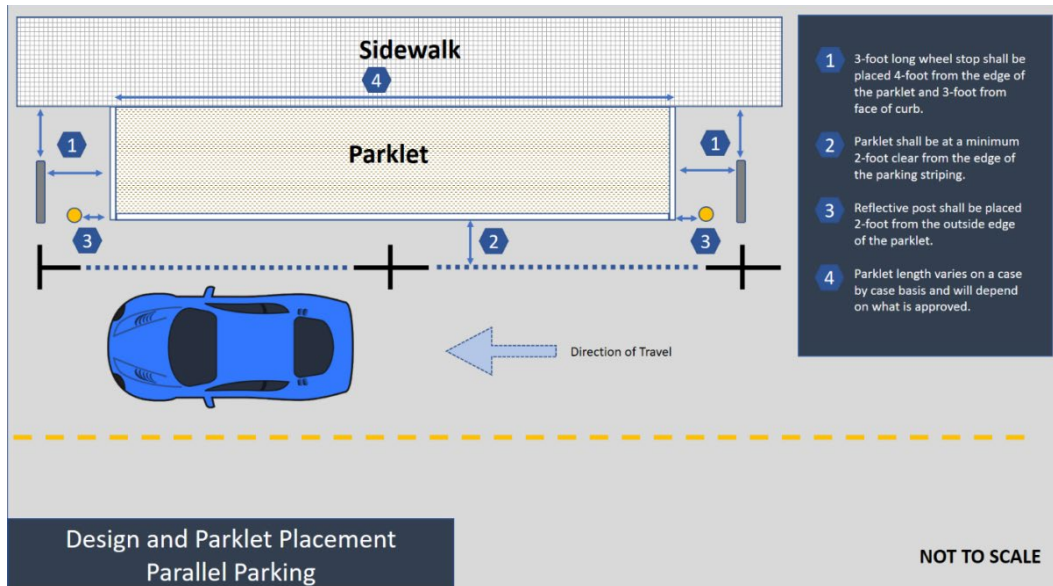 Sidewalk
4
1
1
Parklet
3
2
3
Direction of Travel
1
3-foot long wheel stop shall be
placed 4-foot from the edge of
the parklet and 3-foot from
face of curb.
2
Parklet shall be at a minimum
2-foot clear from the edge of
the parking striping.
3
Reflective post shall be placed
2-foot from the outside edge
of the parklet.
4
Parklet length varies on a case
by case basis and will depend
on what is approved.
Design and Parklet Placement
Parallel Parking
NOT TO SCALE